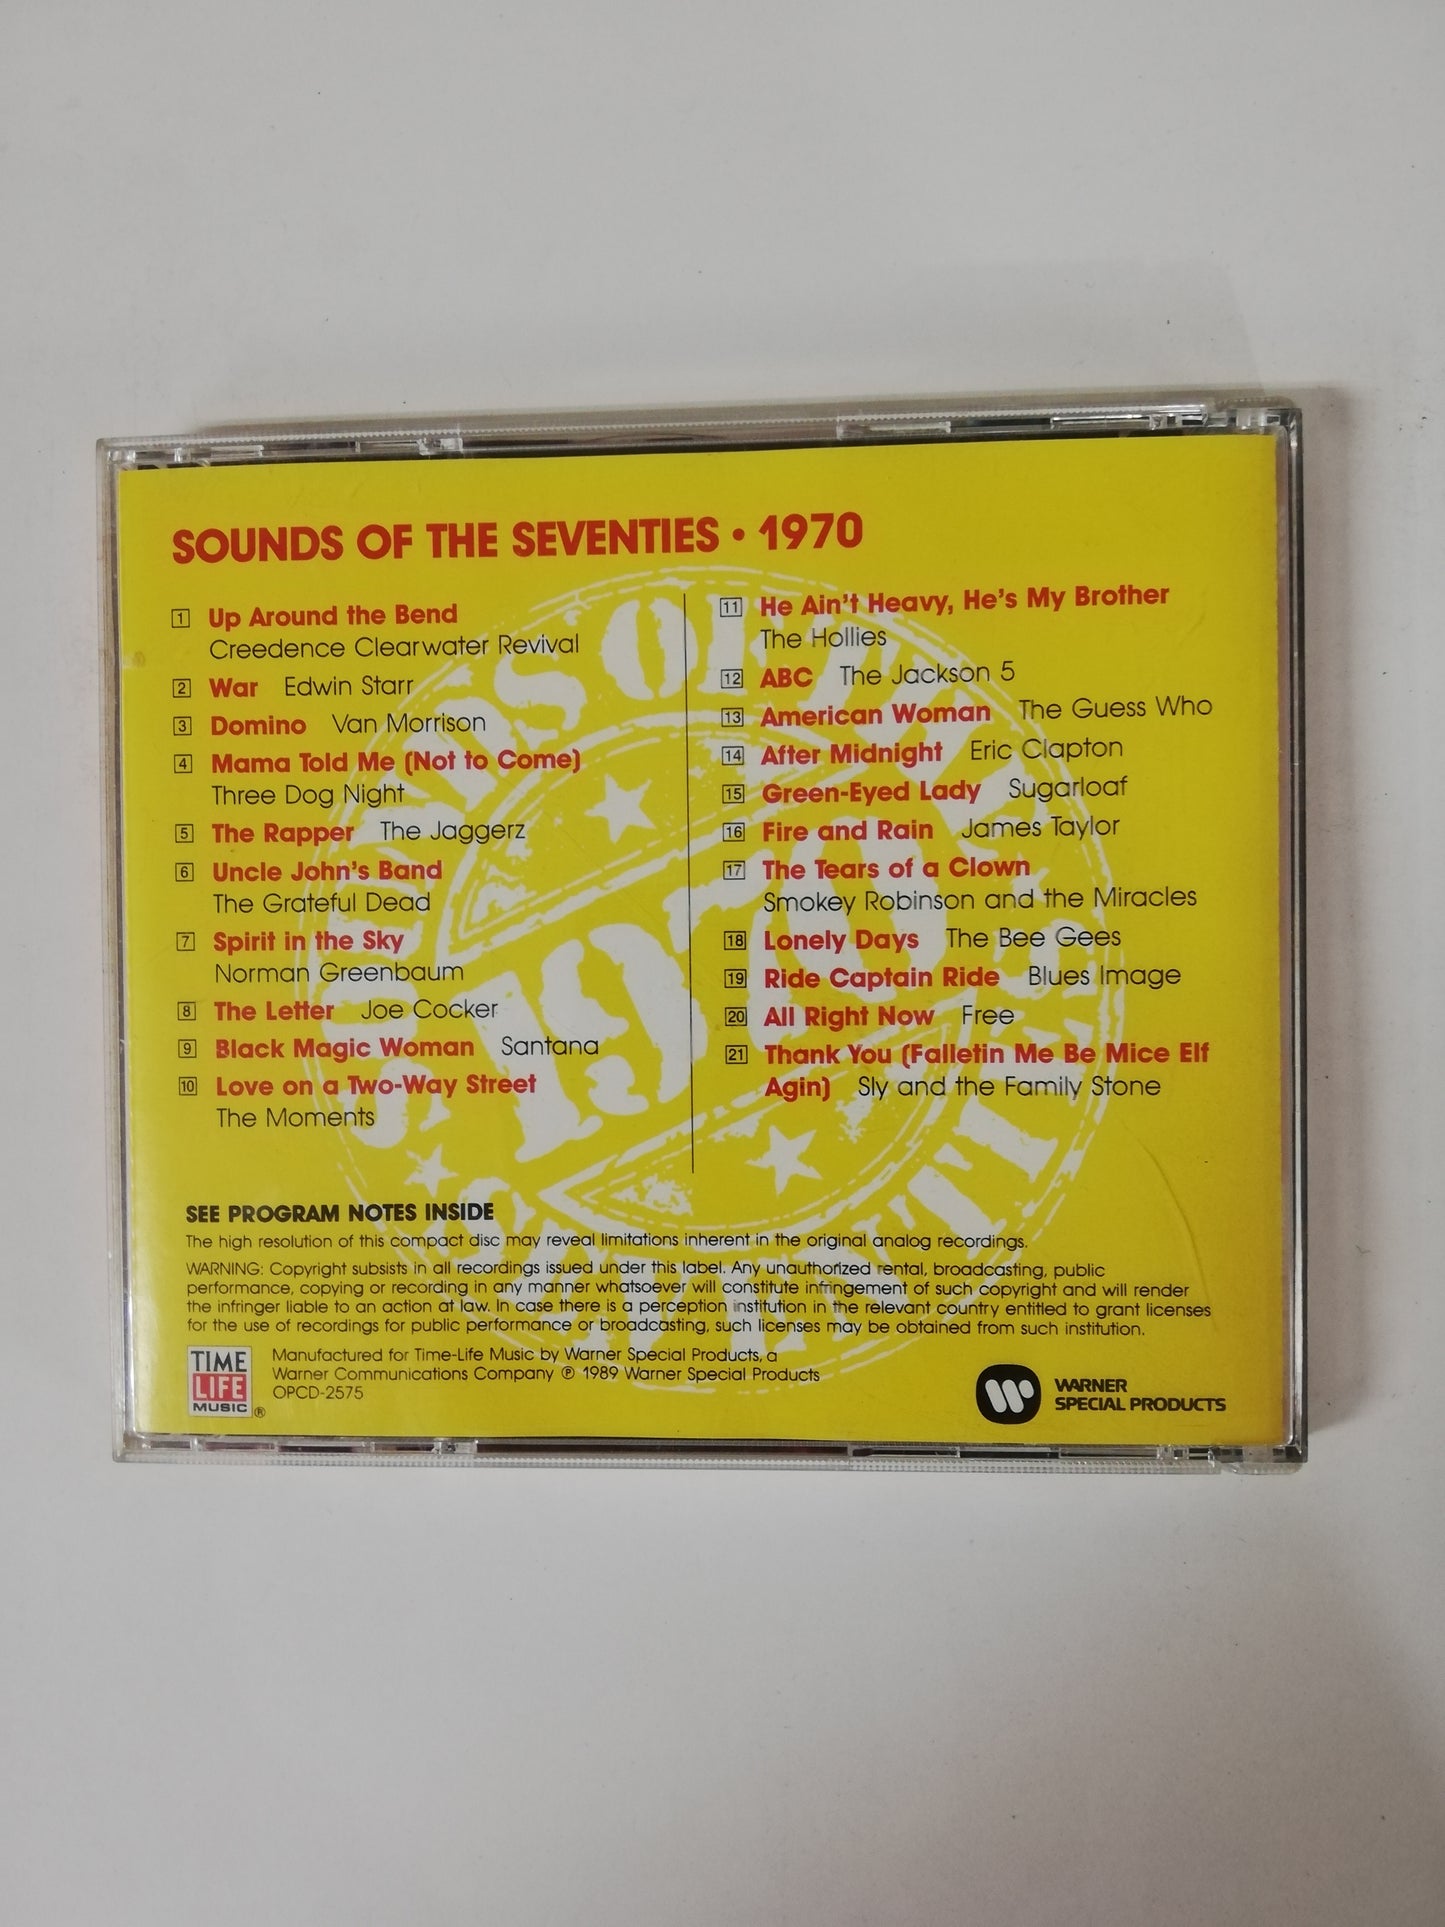 SOUNDS OF THE SEVENTIES • 1970
1 Up Around the Bend
Creedence Clearwater Revival
2 War Edwin Starr
3 Domino Van Morrison
4 Mama Told Me (Not to Come)
Three Dog Night
5 The Rapper The Jaggerz
6 Uncle John's Band
The Grateful Dead
7 Spirit in the Sky
Norman Greenbaum
8 The Letter Joe Cocker
9 Black Magic Woman Santana
10 Love on a Two-Way Street
The Moments
11 He Ain't Heavy, He's My Brother
The Hollies
12 ABC The Jackson 5
13 American Woman The Guess Who
14 After Midnight Eric Clapton
15 Green-Eyed Lady Sugarloaf
16 Fire and Rain James Taylor
17 The Tears of a Clown
Smokey Robinson and the Miracles
18 Lonely Days The Bee Gees
19 Ride Captain Ride Blues Image
20 All Right Now Free
21 Thank You (Falletin Me Be Mice Elf
Agin) Sly and the Family Stone
SOUNDS OF THE
1970
SEVENTIES
SEE PROGRAM NOTES INSIDE
The high resolution of this compact disc may reveal limitations inherent in the original analog recordings.
WARNING: Copyright subsists in all recordings issued under this label. Any unauthorized rental, broadcasting, public
performance, copying or recording in any manner whatsoever will constitute infringement of such copyright and will render
the infringer liable to an action at law. In case there is a perception institution in the relevant country entitled to grant licenses
for the use of recordings for public performance or broadcasting, such licenses may be obtained from such institution.
TIME
LIFE
MUSIC ®
Manufactured for Time-Life Music by Warner Special Products, a
Warner Communications Company ℗ 1989 Warner Special Products
OPCD-2575
WARNER
SPECIAL PRODUCTS